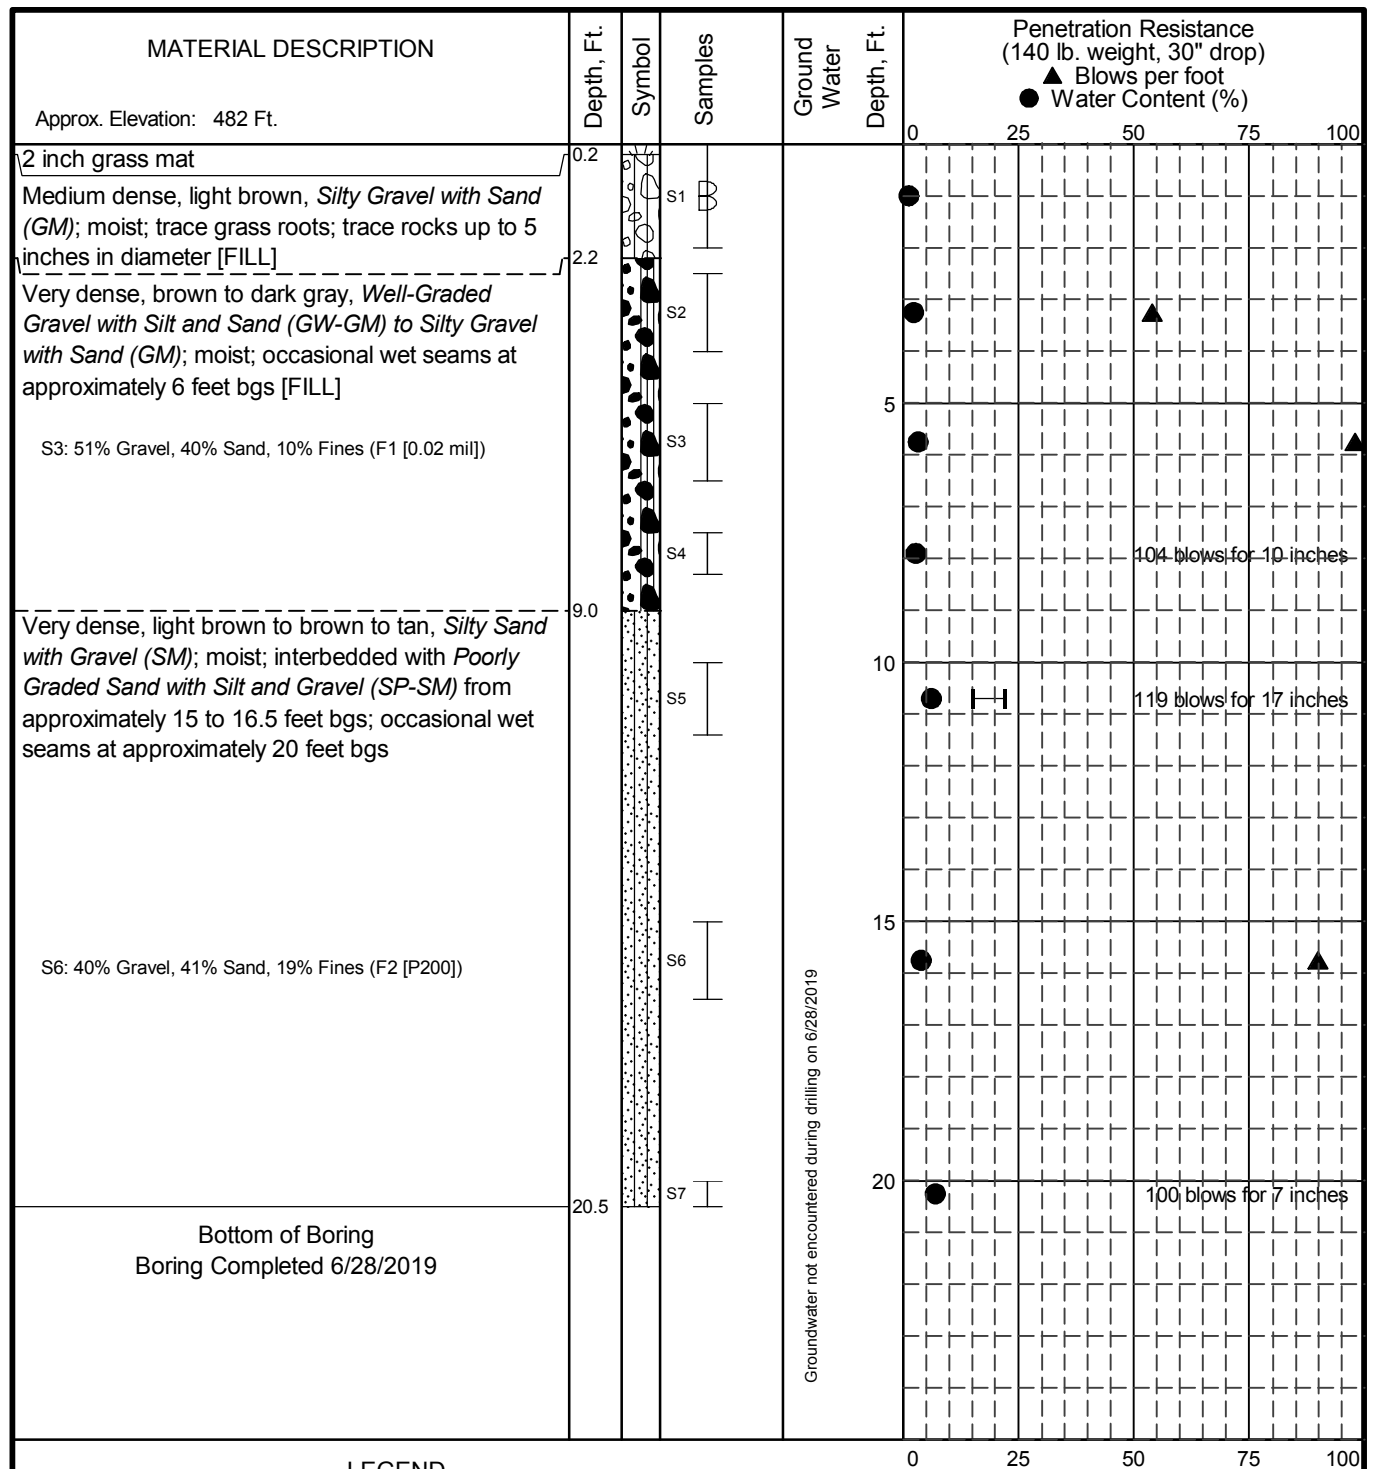 MATERIAL DESCRIPTION
Approx. Elevation: 482 Ft.
Depth, Ft.
Symbol
Samples
Ground
Water
Depth, Ft.
Penetration Resistance
(140 lb. weight, 30" drop)
▲ Blows per foot
● Water Content (%)
0 25 50 75 100
2 inch grass mat
0.2
Medium dense, light brown, Silty Gravel with Sand
(GM); moist; trace grass roots; trace rocks up to 5
inches in diameter [FILL]
S1
2.2
Very dense, brown to dark gray, Well-Graded
Gravel with Silt and Sand (GW-GM) to Silty Gravel
with Sand (GM); moist; occasional wet seams at
approximately 6 feet bgs [FILL]
S2
5
S3: 51% Gravel, 40% Sand, 10% Fines (F1 [0.02 mil])
S3
S4
104 blows for 10 inches
9.0
Very dense, light brown to brown to tan, Silty Sand
with Gravel (SM); moist; interbedded with Poorly
Graded Sand with Silt and Gravel (SP-SM) from
approximately 15 to 16.5 feet bgs; occasional wet
seams at approximately 20 feet bgs
10
S5
119 blows for 17 inches
15
S6: 40% Gravel, 41% Sand, 19% Fines (F2 [P200])
S6
Groundwater not encountered during drilling on 6/28/2019
20
S7
100 blows for 7 inches
20.5
Bottom of Boring
Boring Completed 6/28/2019
0 25 50 75 100
LEGEND